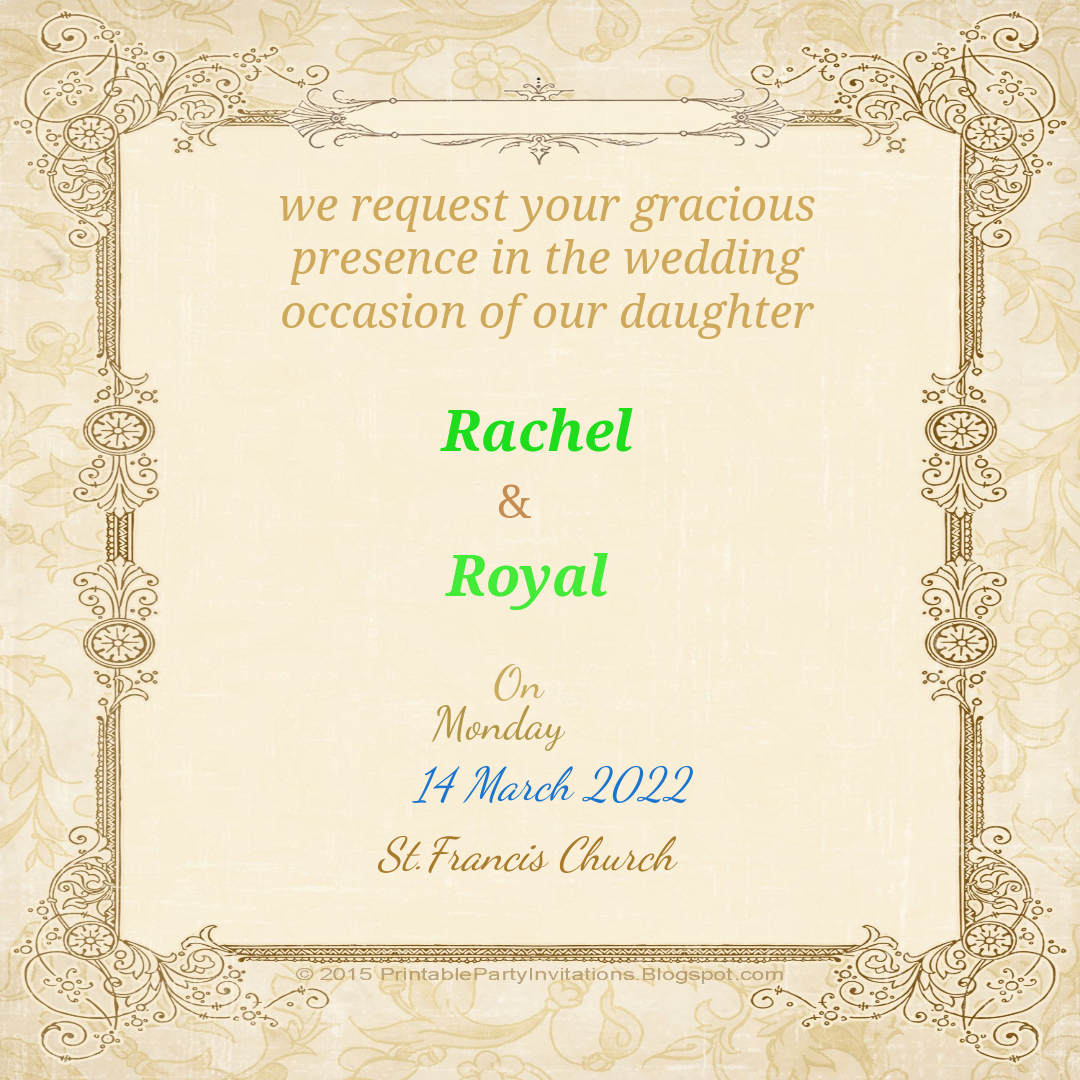 we request your gracious
presence in the wedding
occasion of our daughter
Rachel
&
Royal
On
Monday
14 March 2022
St.Francis Church
© 2015 PrintablePartyInvitations.Blogspot.com